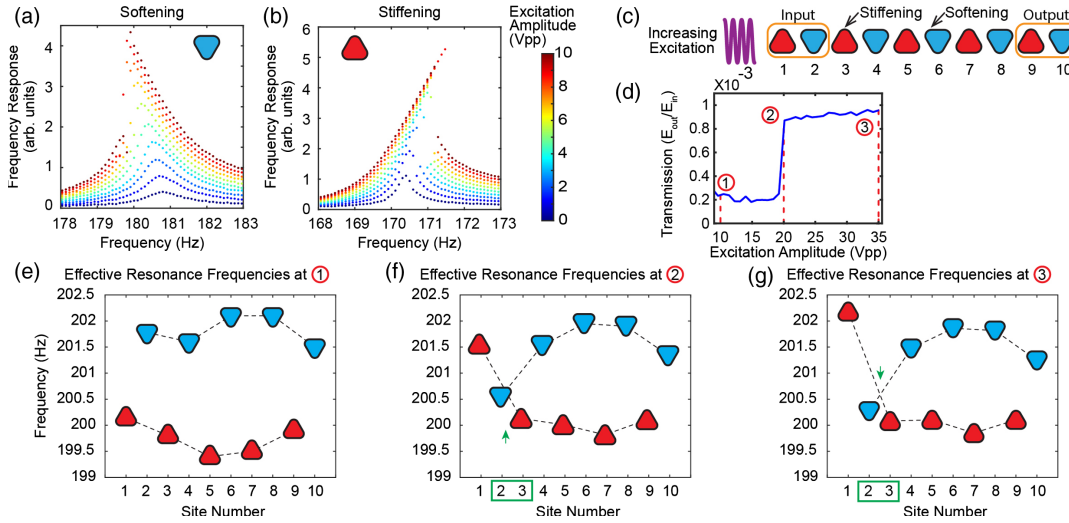 (a)
Softening
Frequency Response
(arb. units)
4
3
2
1
0
178 180 181 182 183
Frequency (Hz)
(b)
Stiffening
Frequency Response
(arb. units)
6
5
4
3
2
1
0
168 169 170 171 172 173
Frequency (Hz)
Excitation
Amplitude
(Vpp)
10
8
6
4
2
0
(c)
Increasing
Excitation
Input
Stiffening
Softening
Output
1 2 3 4 5 6 7 8 9 10
(d)
X10
-3
Transmission (Eout/Ein)
1
0.8
0.6
0.4
0.2
0
1
2
3
10 15 20 25 30 35
Excitation Amplitude (Vpp)
(e)
Effective Resonance Frequencies at 1
Frequency (Hz)
202.5
202
201.5
201
200.5
200
199.5
199
1 2 3 4 5 6 7 8 9 10
Site Number
(f)
Effective Resonance Frequencies at 2
202.5
202
201.5
201
200.5
200
199.5
199
1 2 3 4 5 6 7 8 9 10
Site Number
(g)
Effective Resonance Frequencies at 3
202.5
202
201.5
201
200.5
200
199.5
199
1 2 3 4 5 6 7 8 9 10
Site Number